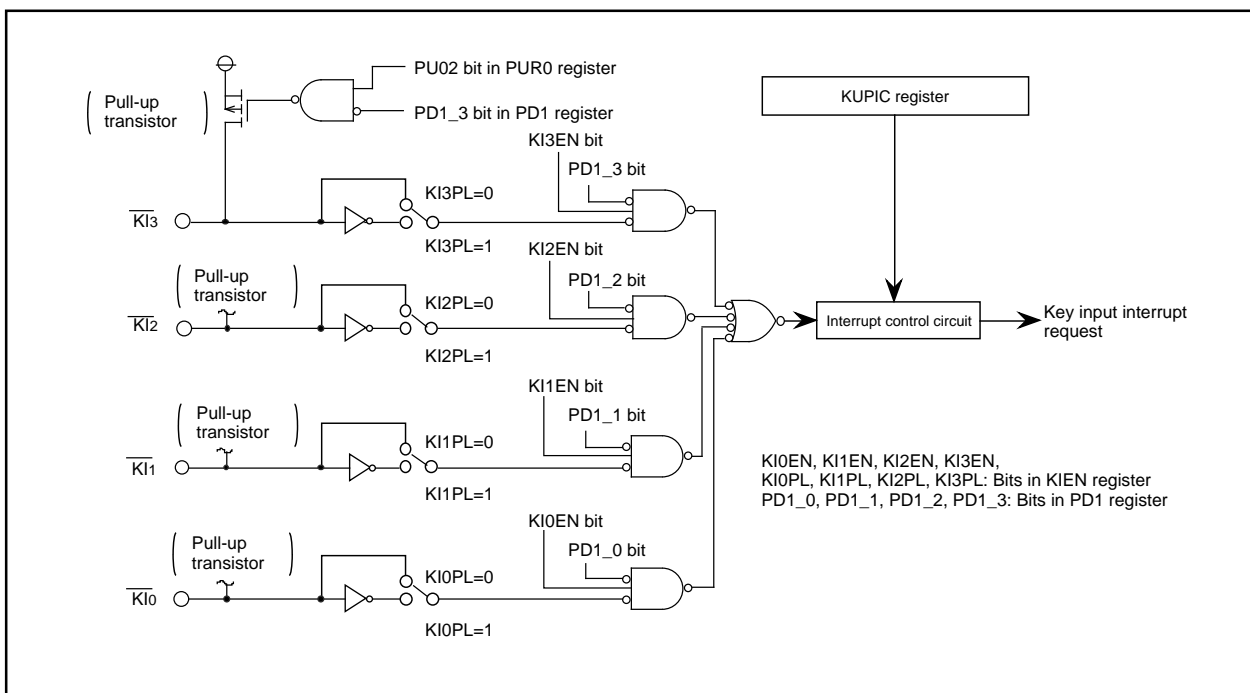 PU02 bit in PUR0 register
PD1_3 bit in PD1 register
Pull-up
transistor
KUPIC register
KI3EN bit
PD1_3 bit
KI3PL=0
KI3
KI3PL=1
KI2EN bit
Pull-up
transistor
PD1_2 bit
KI2PL=0
KI2
KI2PL=1
Interrupt control circuit
Key input interrupt
request
KI1EN bit
Pull-up
transistor
PD1_1 bit
KI1PL=0
KI1
KI1PL=1
KI0EN, KI1EN, KI2EN, KI3EN,
KI0PL, KI1PL, KI2PL, KI3PL: Bits in KIEN register
PD1_0, PD1_1, PD1_2, PD1_3: Bits in PD1 register
KI0EN bit
Pull-up
transistor
PD1_0 bit
KI0PL=0
KI0
KI0PL=1